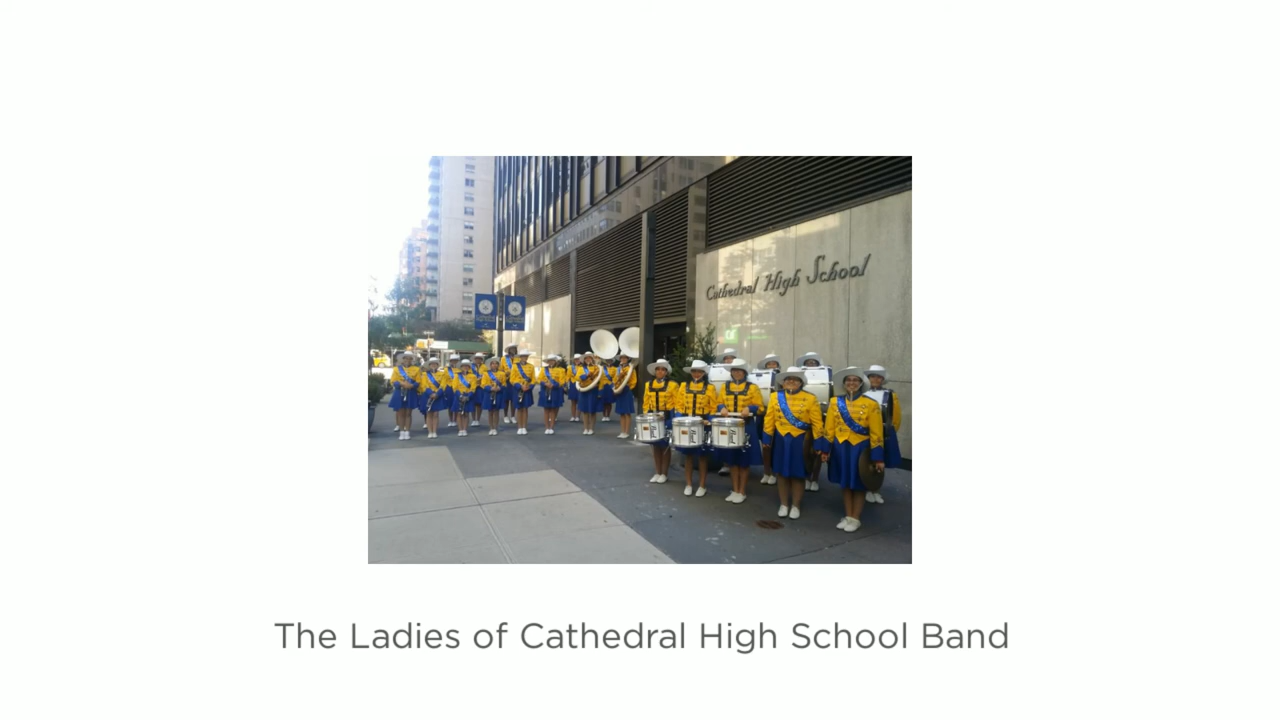 Cathedral High School
The Ladies of Cathedral High School Band